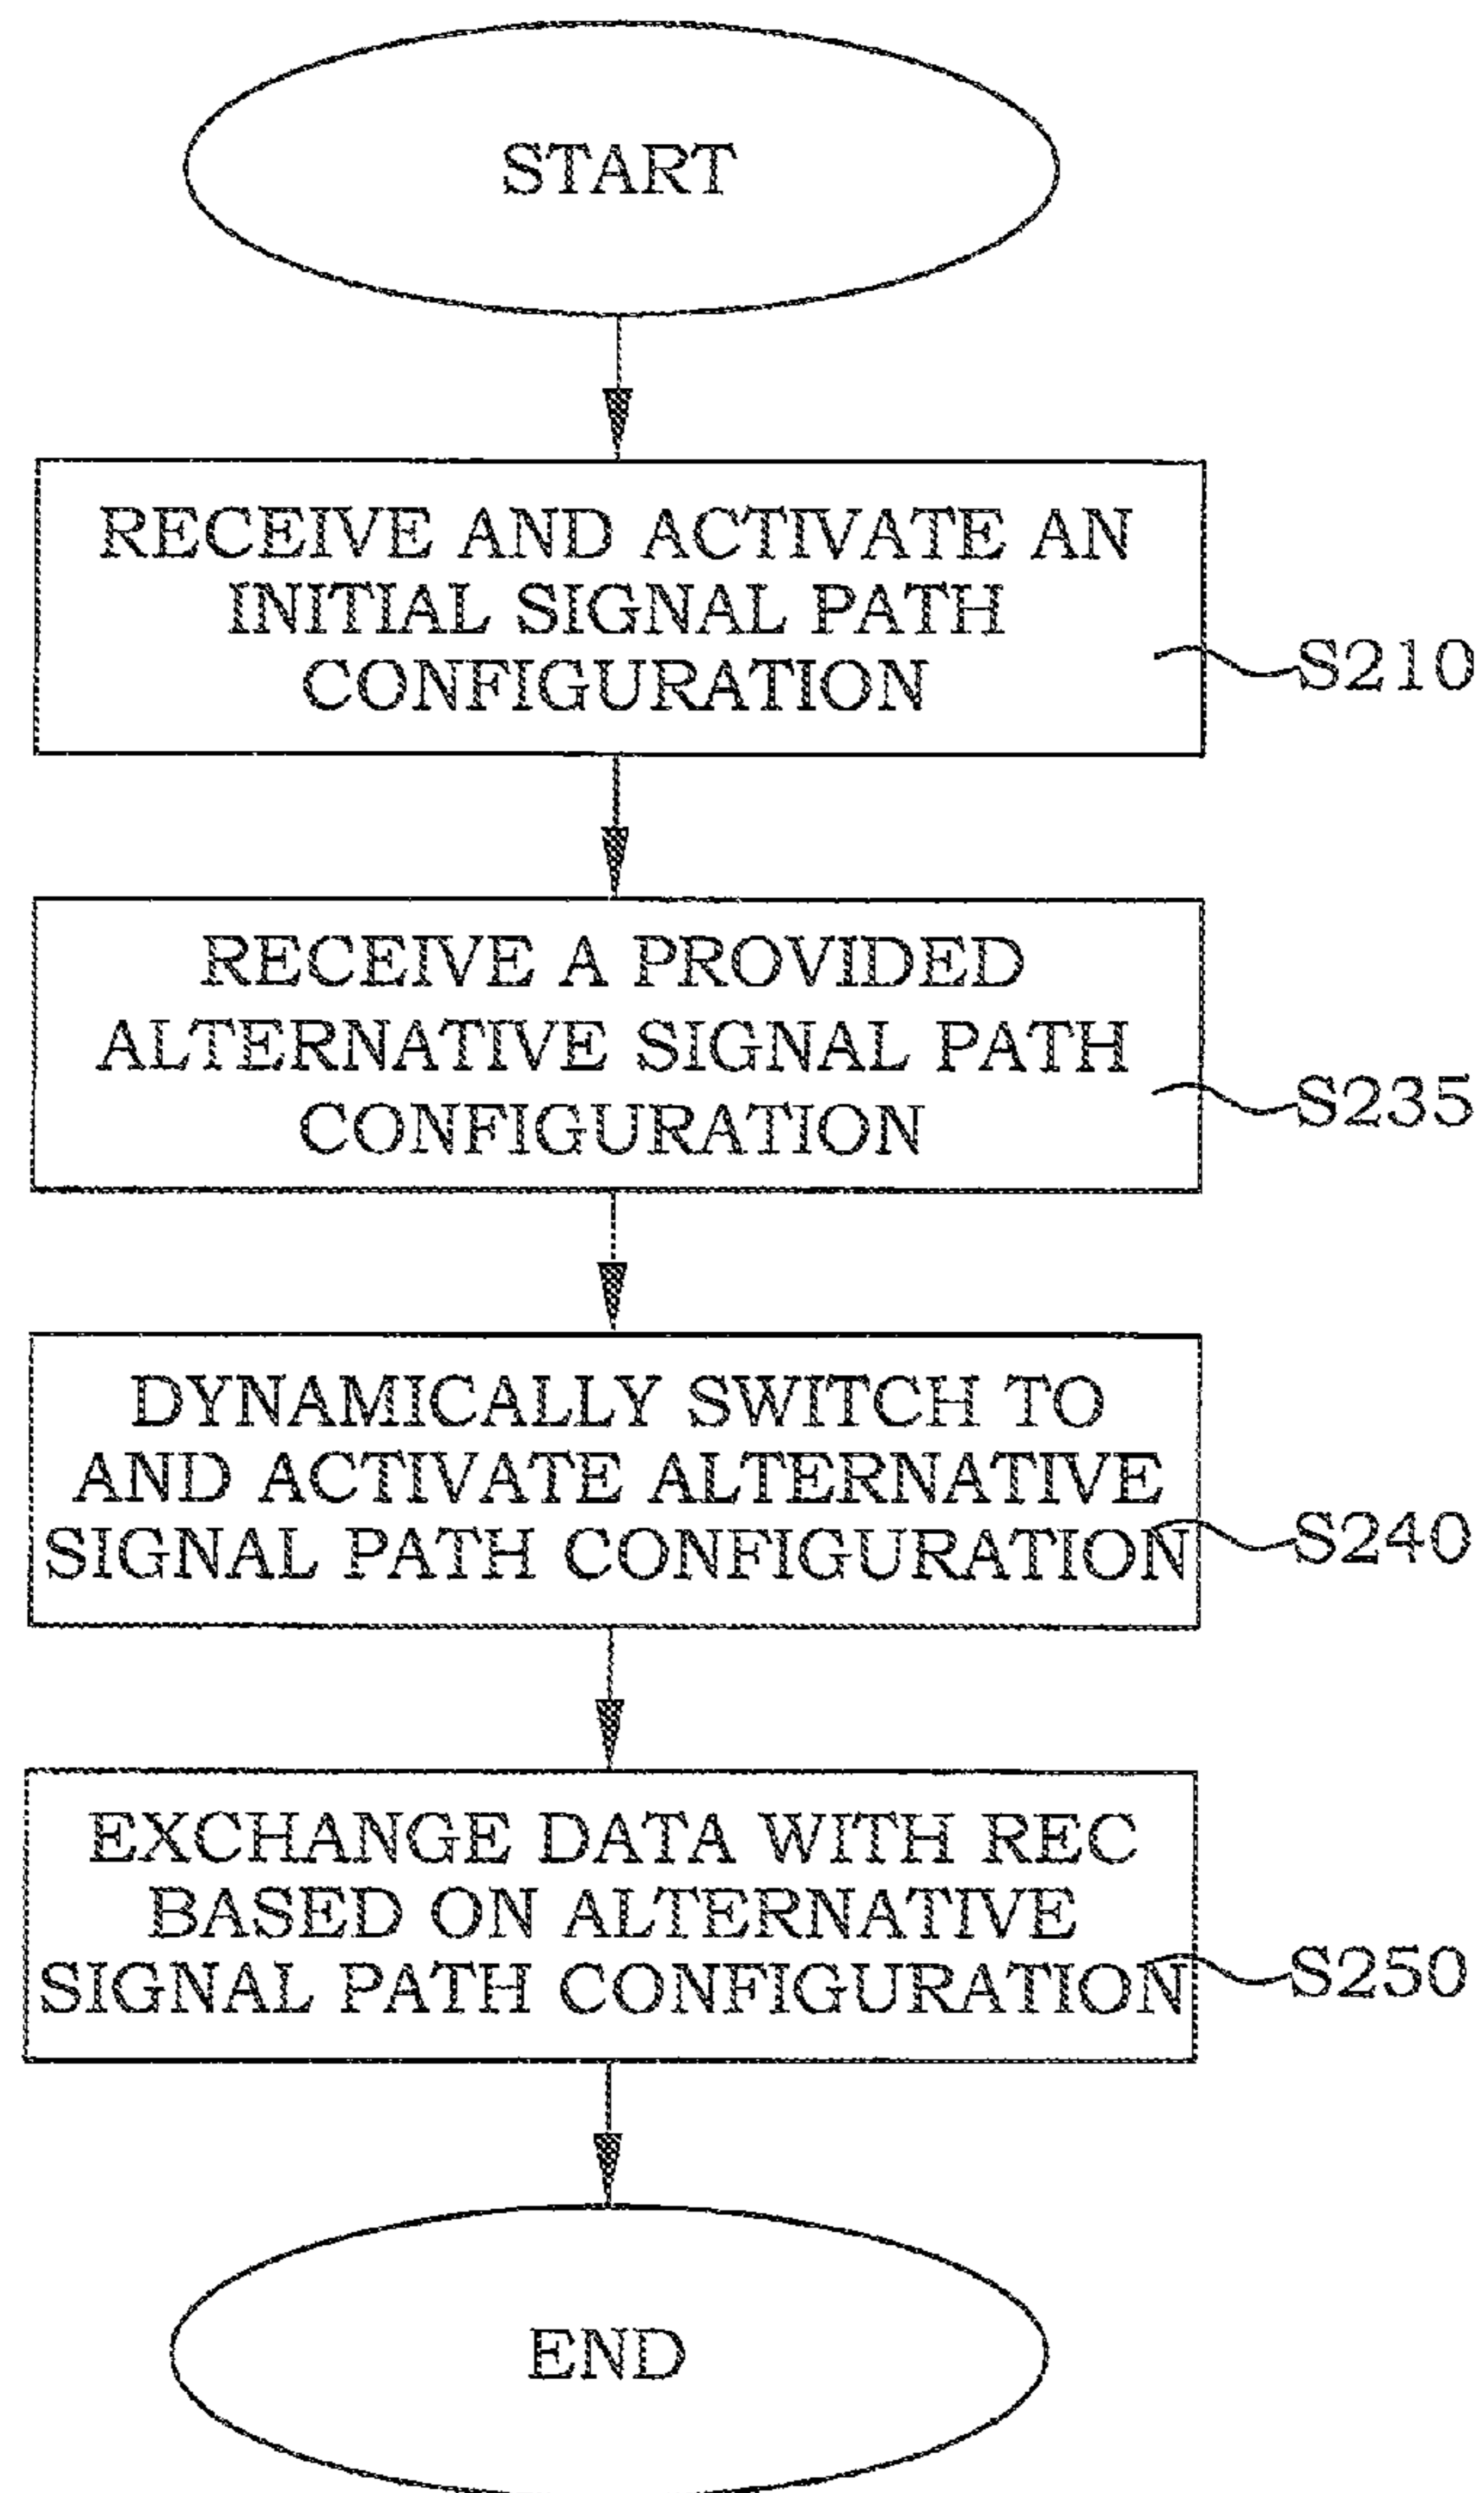 START
RECEIVE AND ACTIVATE AN
INITIAL SIGNAL PATH
CONFIGURATION
S210
RECEIVE A PROVIDED
ALTERNATIVE SIGNAL PATH
CONFIGURATION
S235
DYNAMICALLY SWITCH TO
AND ACTIVATE ALTERNATIVE
SIGNAL PATH CONFIGURATION
S240
EXCHANGE DATA WITH REC
BASED ON ALTERNATIVE
SIGNAL PATH CONFIGURATION
S250
END